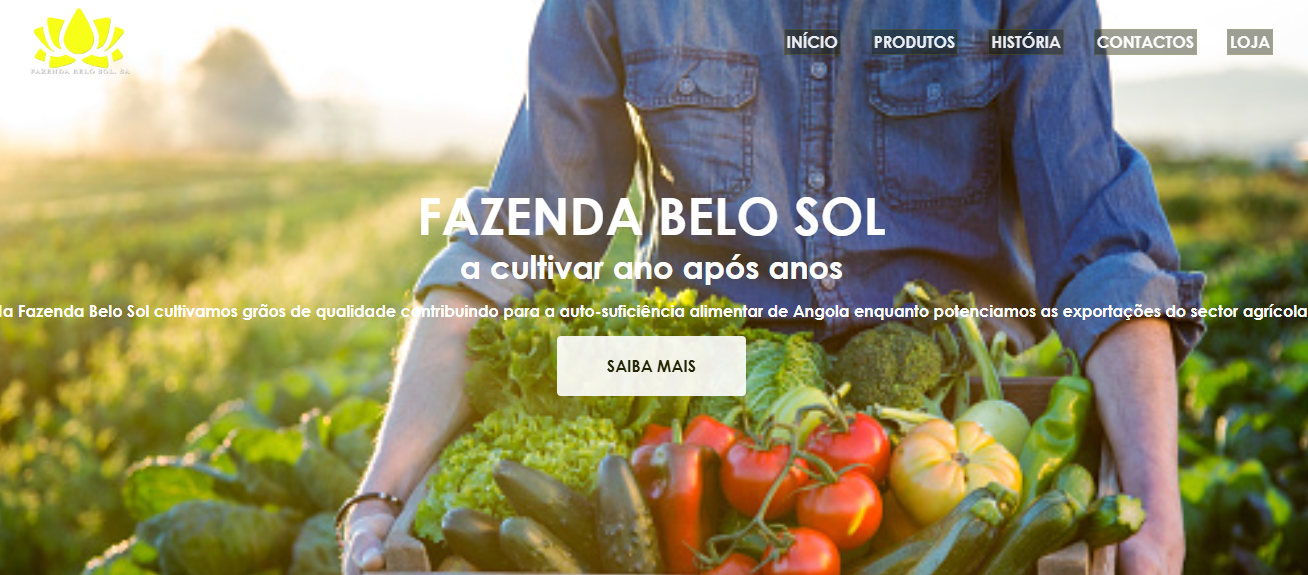 FAZENDA BELO SOL, SA
INÍCIO PRODUTOS HISTÓRIA CONTACTOS LOJA
FAZENDA BELO SOL
a cultivar ano após anos
Fazenda Belo Sol cultivamos grãos de qualidade contribuindo para a auto-suficiência alimentar de Angola enquanto potenciamos as exportações do sector agrícola
SAIBA MAIS